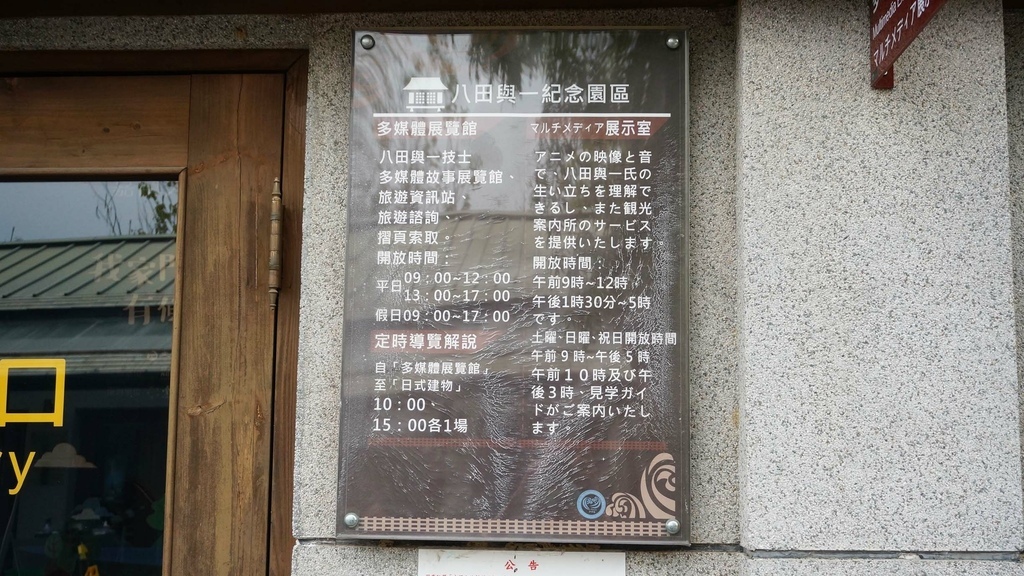 八田與一紀念園區
多媒體展覽館
八田與一技士
多媒體故事展覽館、
旅遊資訊站、
旅遊諮詢、
摺頁索取。
開放時間：
平日09：00~12：00
13：00~17：00
假日09：00~17：00
定時導覽解說
自「多媒體展覽館」
至「日式建物」
10：00、
15：00各1場
マルチメディア展示室
アニメの映像と音
で、八田與一氏の
生い立ちを理解で
きるし、また観光
案内所のサービス
を提供いたします。
開放時間：
午前9時~12時，
午後1時30分~5時
です。
土曜、日曜、祝日開放時間
午前９時~午後５時
午前１０時及び午
後３時、見学ガイ
ドがご案内いたし
ます。
マルチメディア展
口
y
公告